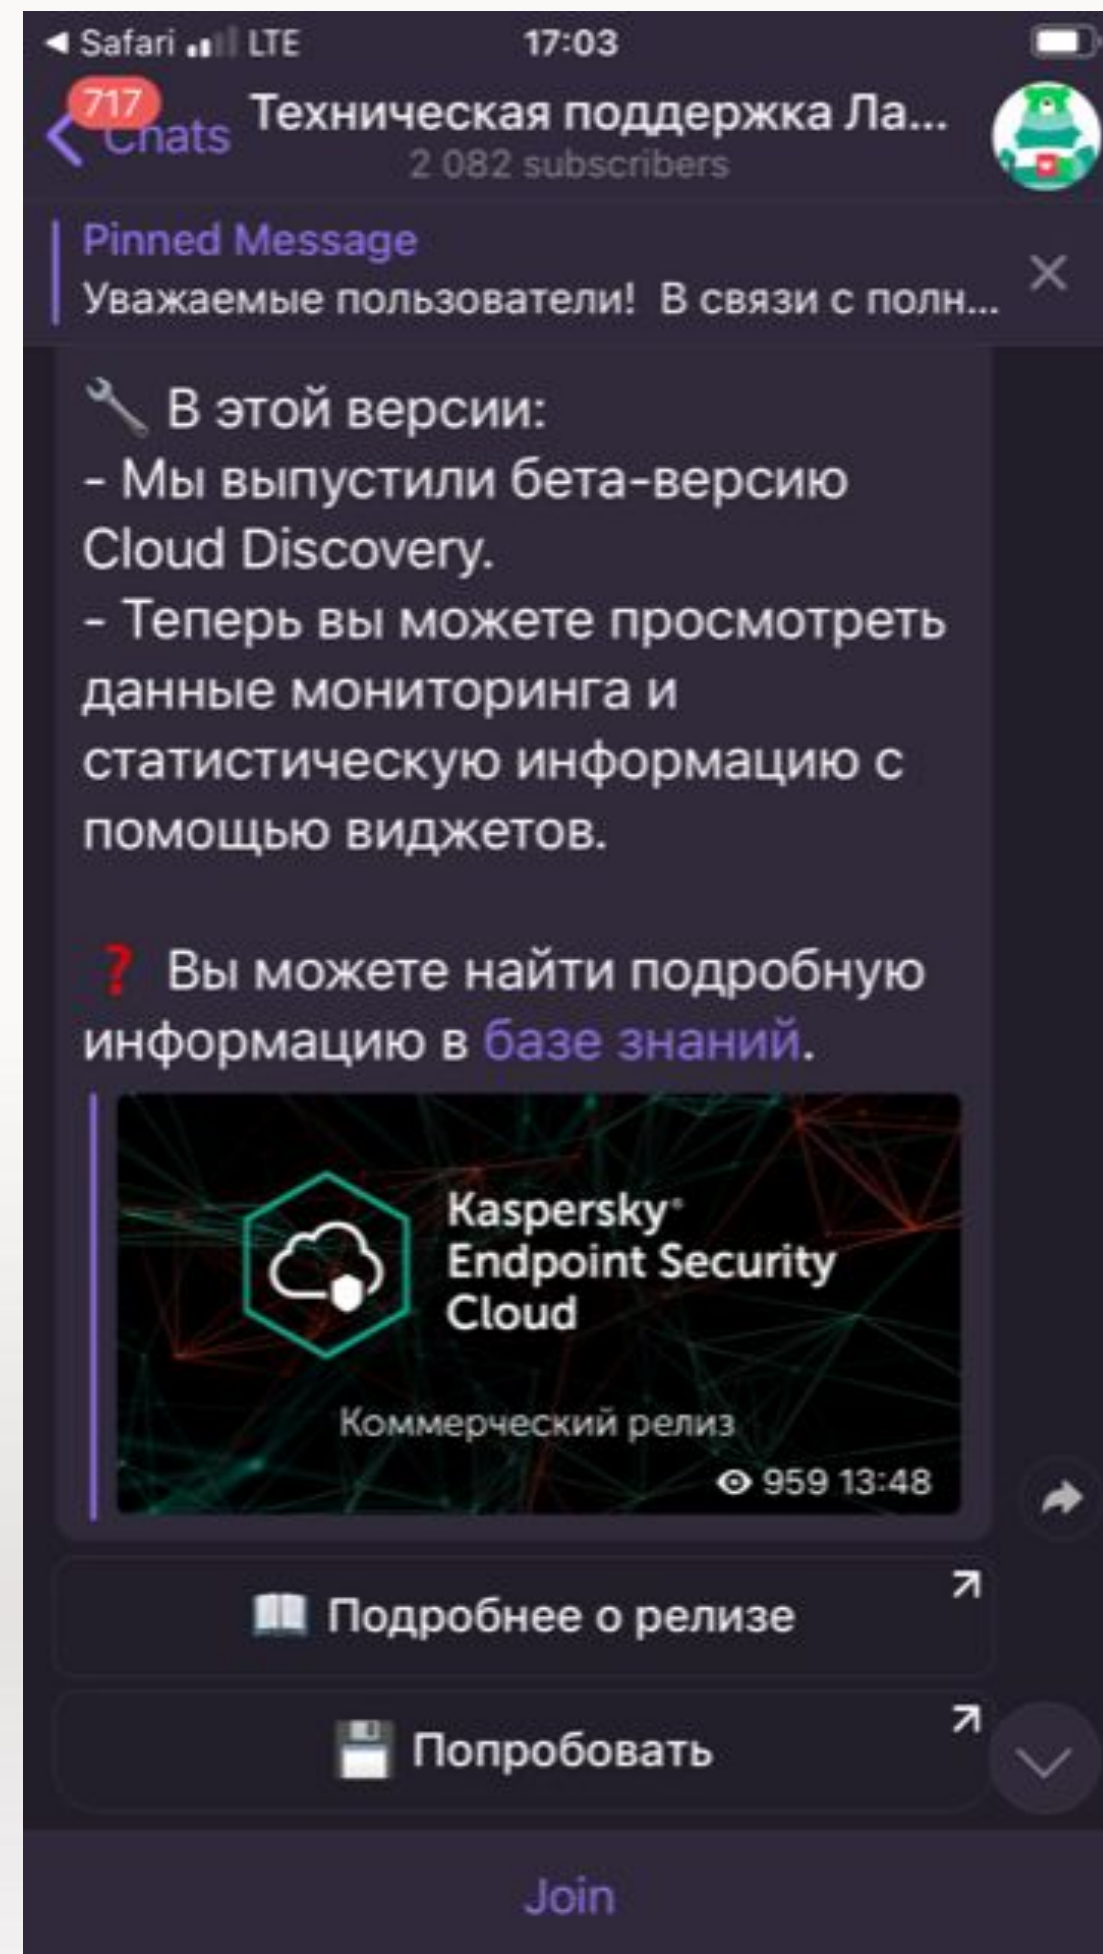 Safari LTE 17:03
717
Chats
Техническая поддержка Ла...
2 082 subscribers
Pinned Message
Уважаемые пользователи! В связи с полн...
В этой версии:
- Мы выпустили бета-версию
Cloud Discovery.
- Теперь вы можете просмотреть
данные мониторинга и
статистическую информацию с
помощью виджетов.
❓ Вы можете найти подробную
информацию в базе знаний.
Kaspersky
Endpoint Security
Cloud
Коммерческий релиз
959 13:48
Подробнее о релизе
Попробовать
Join